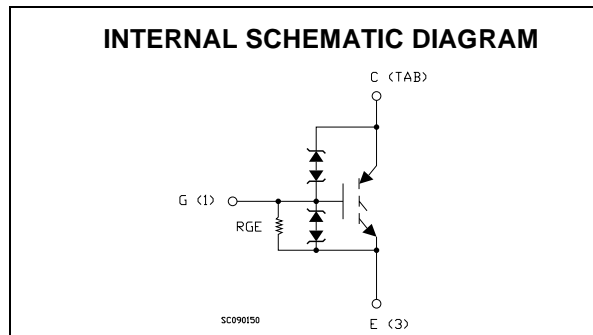 INTERNAL SCHEMATIC DIAGRAM
C (TAB)
G (1)
RGE
SC090150
E (3)